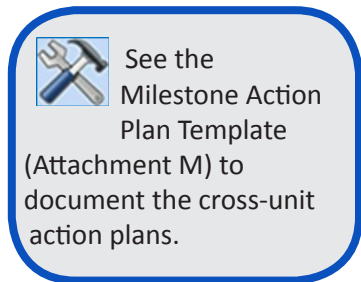 See the
Milestone Action
Plan Template
(Attachment M) to
document the cross-unit
action plans.